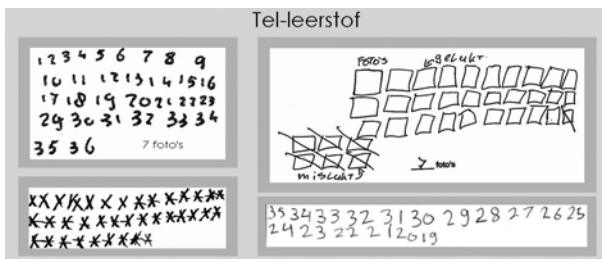 Tel-leerstof
1 2 3 4 5 6 7 8 9
10 11 12 13 14 15 16
17 18 19 20 21 22 23
29 30 31 32 33 34
35 36 7 foto's
Foto's gelukt
mislukt 7 foto's
35 34 33 32 31 30 29 28 27 26 25
24 23 22 21 20 19